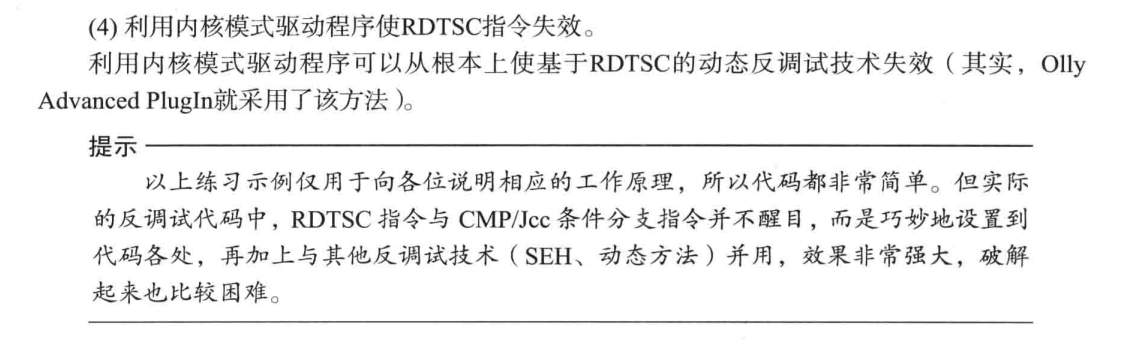 (4) 利用内核模式驱动程序使RDTSC指令失效。
利用内核模式驱动程序可以从根本上使基于RDTSC的动态反调试技术失效（其实，Olly
Advanced PlugIn就采用了该方法）。
提示
以上练习示例仅用于向各位说明相应的工作原理，所以代码都非常简单。但实际
的反调试代码中，RDTSC 指令与 CMP/Jcc 条件分支指令并不醒目，而是巧妙地设置到
代码各处，再加上与其他反调试技术（SEH、动态方法）并用，效果非常强大，破解
起来也比较困难。